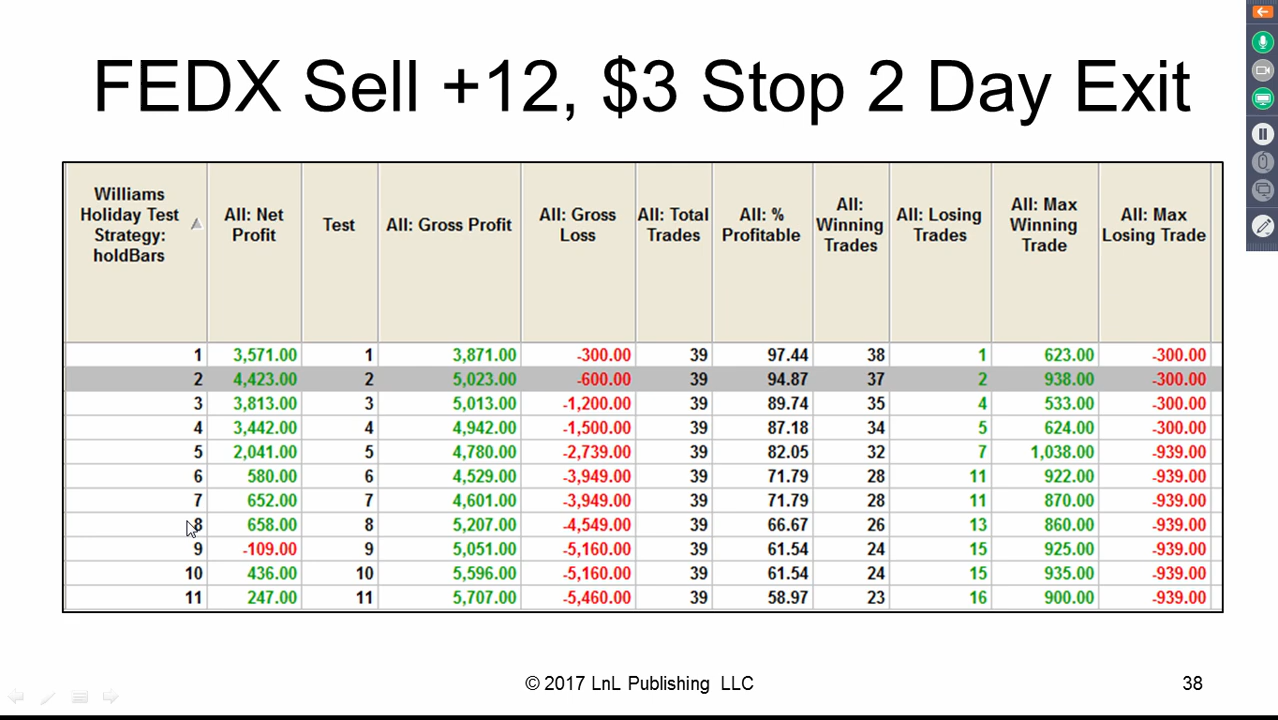 FEDX Sell +12, $3 Stop 2 Day Exit
Williams Holiday Test Strategy: holdBars All: Net Profit Test All: Gross Profit All: Gross Loss All: Total Trades All: % Profitable All: Winning Trades All: Losing Trades All: Max Winning Trade All: Max Losing Trade
1 3,571.00 1 3,871.00 -300.00 39 97.44 38 1 623.00 -300.00
2 4,423.00 2 5,023.00 -600.00 39 94.87 37 2 938.00 -300.00
3 3,813.00 3 5,013.00 -1,200.00 39 89.74 35 4 533.00 -300.00
4 3,442.00 4 4,942.00 -1,500.00 39 87.18 34 5 624.00 -300.00
5 2,041.00 5 4,780.00 -2,739.00 39 82.05 32 7 1,038.00 -939.00
6 580.00 6 4,529.00 -3,949.00 39 71.79 28 11 922.00 -939.00
7 652.00 7 4,601.00 -3,949.00 39 71.79 28 11 870.00 -939.00
8 658.00 8 5,207.00 -4,549.00 39 66.67 26 13 860.00 -939.00
9 -109.00 9 5,051.00 -5,160.00 39 61.54 24 15 925.00 -939.00
10 436.00 10 5,596.00 -5,160.00 39 61.54 24 15 935.00 -939.00
11 247.00 11 5,707.00 -5,460.00 39 58.97 23 16 900.00 -939.00
© 2017 LnL Publishing LLC
38